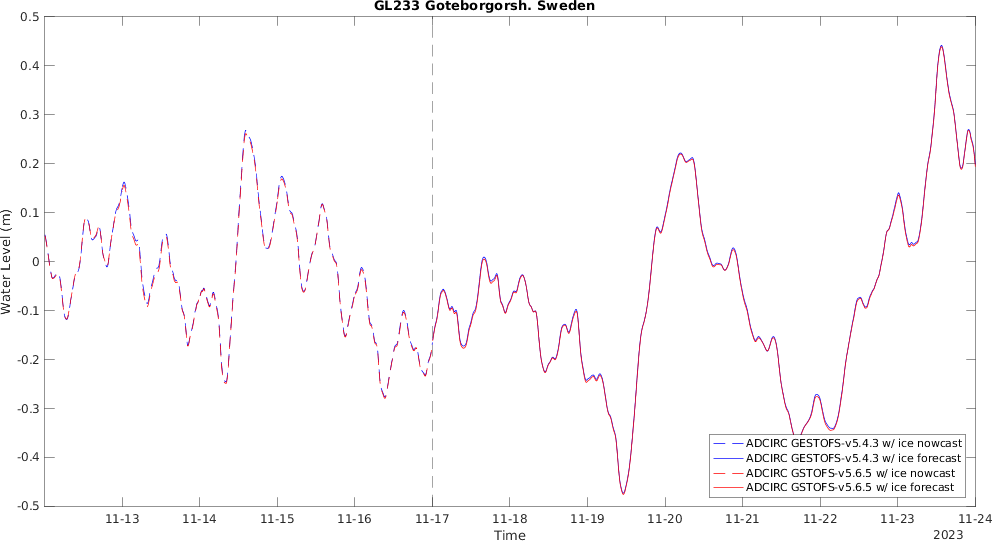 GL233 Goteborgorsh. Sweden
0.5
0.4
0.3
0.2
0.1
0
-0.1
-0.2
-0.3
-0.4
-0.5
Water Level (m)
ADCIRC GESTOFS-v5.4.3 w/ ice nowcast
ADCIRC GESTOFS-v5.4.3 w/ ice forecast
ADCIRC GSTOFS-v5.6.5 w/ ice nowcast
ADCIRC GSTOFS-v5.6.5 w/ ice forecast
11-13 11-14 11-15 11-16 11-17 11-18 11-19 11-20 11-21 11-22 11-23 11-24
Time
2023